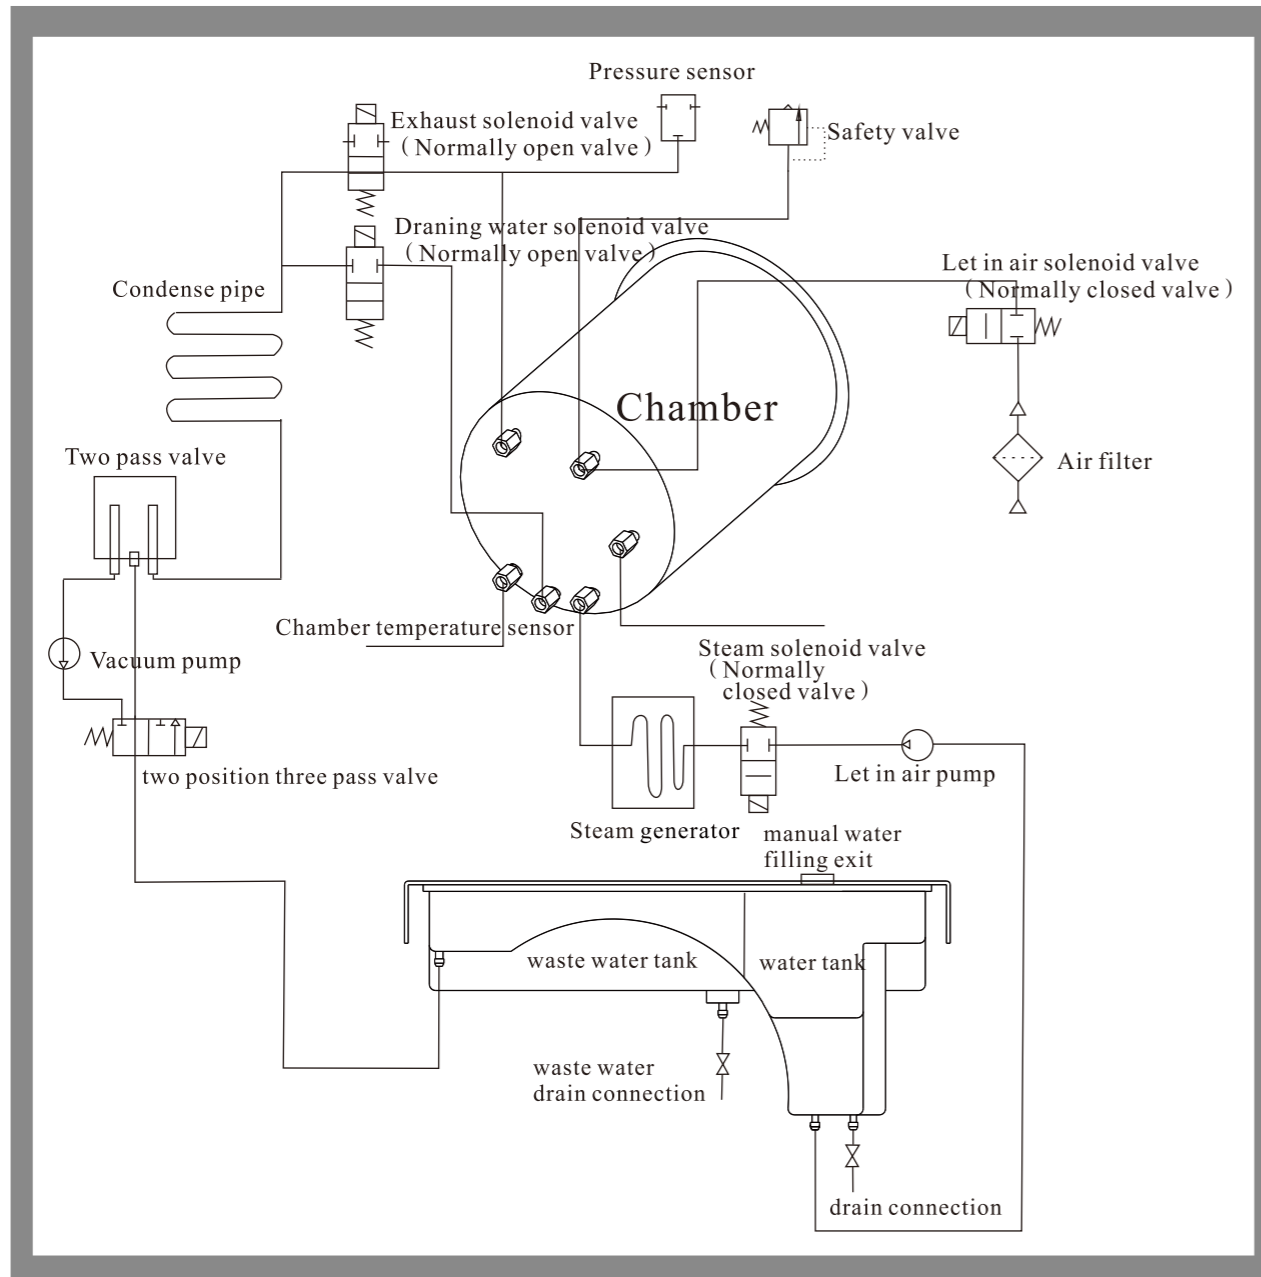 Pressure sensor
Exhaust solenoid valve
( Normally open valve )
Safety valve
Draning water solenoid valve
( Normally open valve )
Let in air solenoid valve
( Normally closed valve )
Condense pipe
Chamber
Two pass valve
Air filter
Chamber temperature sensor
Vacuum pump
Steam solenoid valve
( Normally
closed valve )
two position three pass valve
Let in air pump
Steam generator
manual water
filling exit
waste water tank
water tank
waste water
drain connection
drain connection